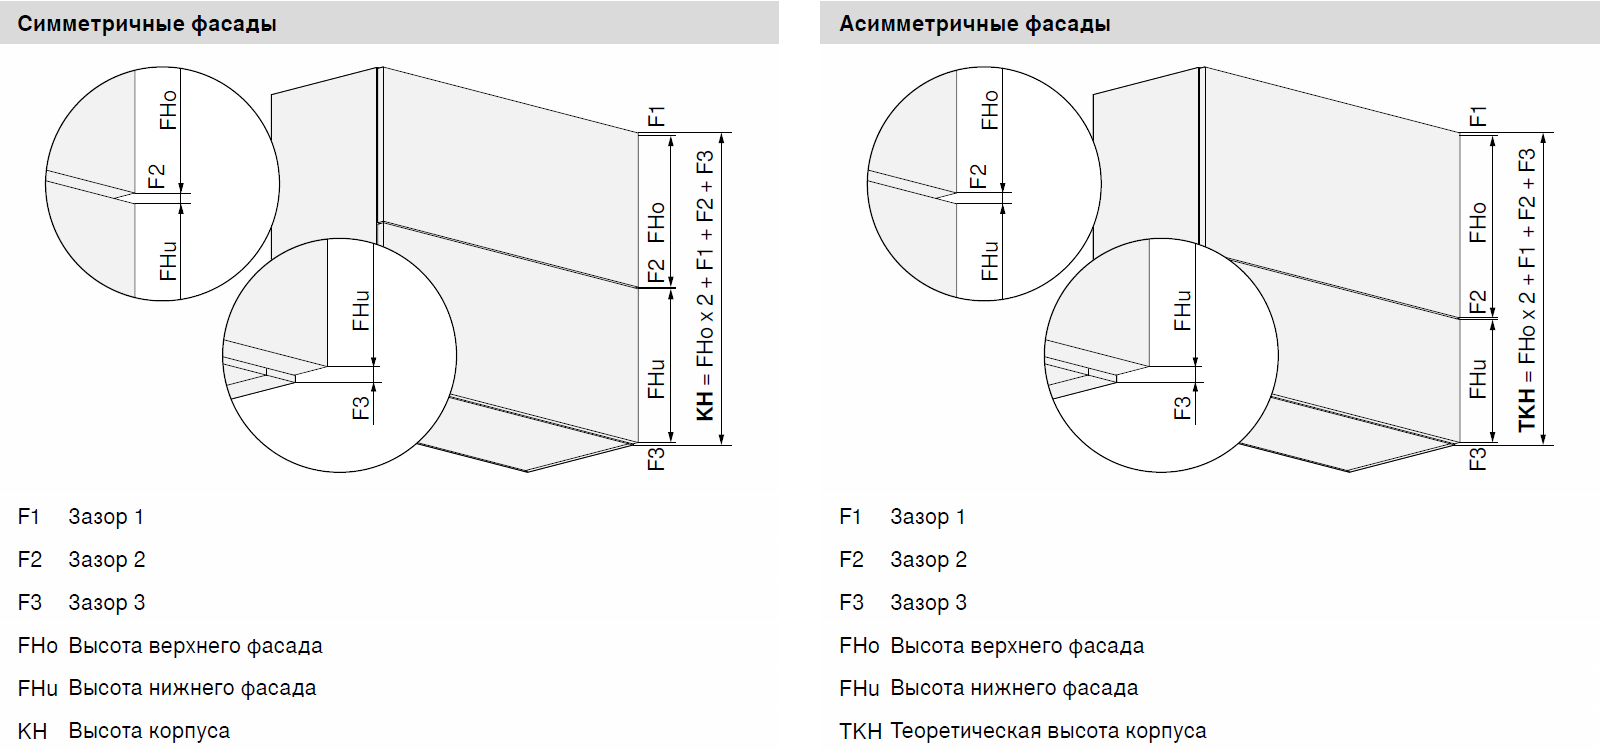 Симметричные фасады
FHo
F2
FHu
FHu
F3
F1
FHo
F2
FHu
F3
KH = FHo x 2 + F1 + F2 + F3
F1 Зазор 1
F2 Зазор 2
F3 Зазор 3
FHo Высота верхнего фасада
FHu Высота нижнего фасада
KH Высота корпуса
Асимметричные фасады
FHo
F2
FHu
FHu
F3
F1
FHo
F2
FHu
F3
TKH = FHo x 2 + F1 + F2 + F3
F1 Зазор 1
F2 Зазор 2
F3 Зазор 3
FHo Высота верхнего фасада
FHu Высота нижнего фасада
TKH Теоретическая высота корпуса